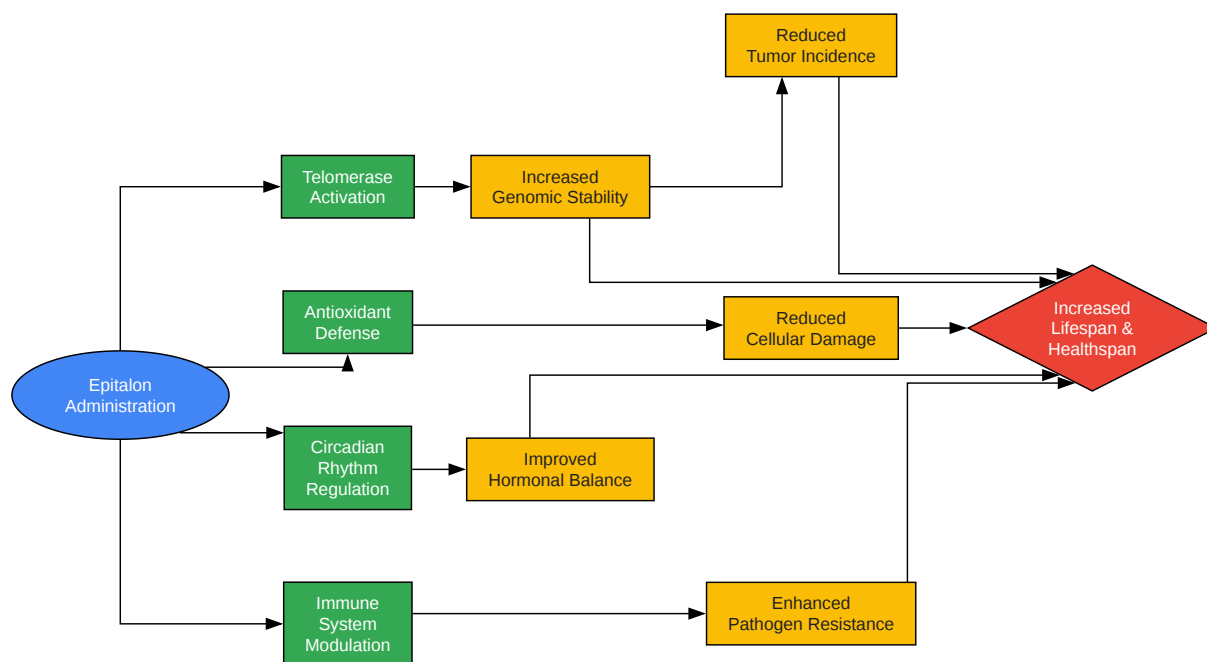 Reduced
Tumor Incidence
Telomerase
Activation
Increased
Genomic Stability
Antioxidant
Defense
Reduced
Cellular Damage
Increased
Lifespan &
Healthspan
Epitalon
Administration
Circadian
Rhythm
Regulation
Improved
Hormonal Balance
Immune
System
Modulation
Enhanced
Pathogen Resistance